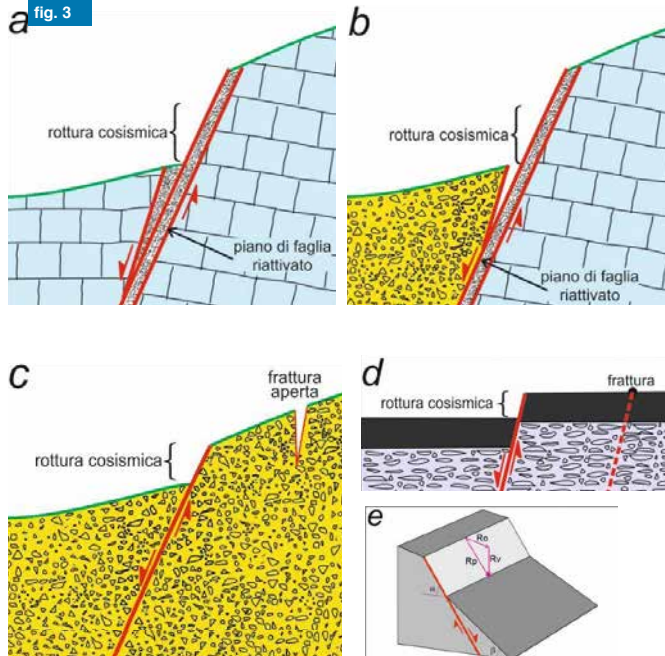 fig. 3
a
rottura cosismica
piano di faglia
riattivato
b
rottura cosismica
piano di faglia
riattivato
c
frattura
aperta
rottura cosismica
d
frattura
rottura cosismica
e
Ro
Rp
Rv
α
β